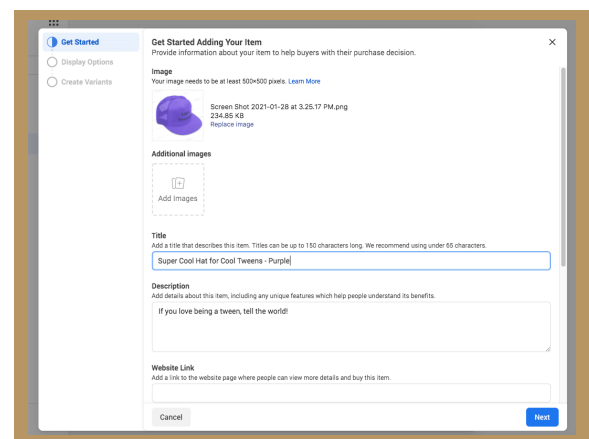 Get Started
Display Options
Create Variants
Get Started Adding Your Item
Provide information about your item to help buyers with their purchase decision.
Image
Your image needs to be at least 500×500 pixels. Learn More
Screen Shot 2021-01-28 at 3.25.17 PM.png
234.85 KB
Replace Image
Additional images
Add Images
Title
Add a title that describes this item. Titles can be up to 150 characters long. We recommend using under 65 characters.
Super Cool Hat for Cool Tweens - Purple
Description
Add details about this item, including any unique features which help people understand its benefits.
If you love being a tween, tell the world!
Website Link
Add a link to the website page where people can view more details and buy this item.
Cancel
Next